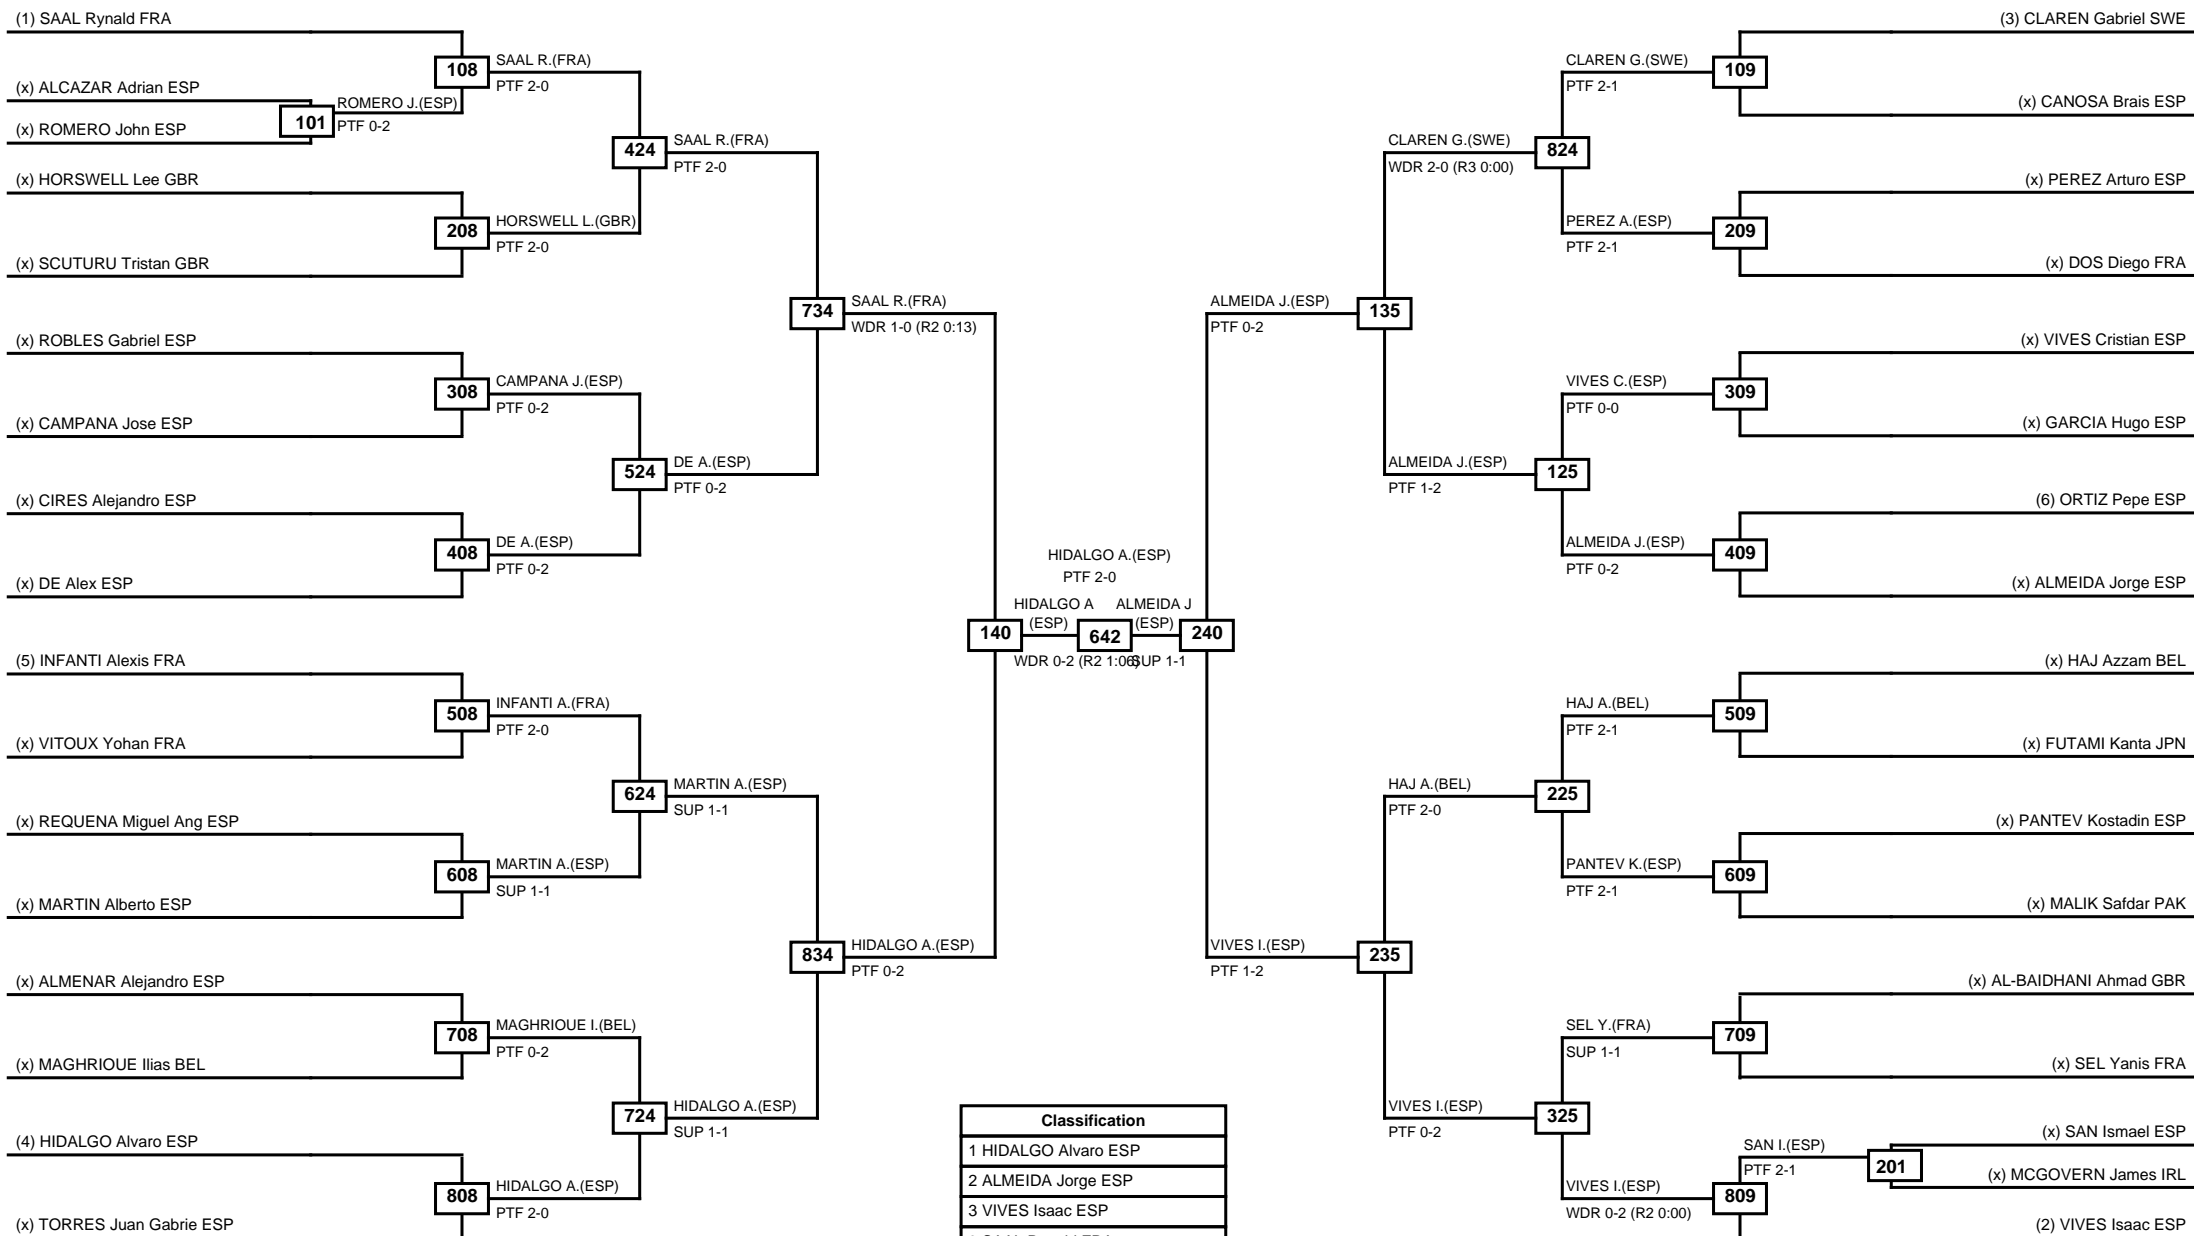 (1) SAAL Rynald FRA
(x) ALCAZAR Adrian ESP
(x) ROMERO John ESP
(x) HORSWELL Lee GBR
(x) SCUTURU Tristan GBR
(x) ROBLES Gabriel ESP
(x) CAMPANA Jose ESP
(x) CIRES Alejandro ESP
(x) DE Alex ESP
(5) INFANTI Alexis FRA
(x) VITOUX Yohan FRA
(x) REQUENA Miguel Ang ESP
(x) MARTIN Alberto ESP
(x) ALMENAR Alejandro ESP
(x) MAGHRIOUE Ilias BEL
(4) HIDALGO Alvaro ESP
(x) TORRES Juan Gabrie ESP
101
ROMERO J.(ESP)
PTF 0-2
108
SAAL R.(FRA)
PTF 2-0
208
HORSWELL L.(GBR)
PTF 2-0
308
CAMPANA J.(ESP)
PTF 0-2
408
DE A.(ESP)
PTF 0-2
508
INFANTI A.(FRA)
PTF 2-0
608
MARTIN A.(ESP)
SUP 1-1
708
MAGHRIOUE I.(BEL)
PTF 0-2
808
HIDALGO A.(ESP)
PTF 2-0
424
SAAL R.(FRA)
PTF 2-0
524
DE A.(ESP)
PTF 0-2
624
MARTIN A.(ESP)
SUP 1-1
724
HIDALGO A.(ESP)
SUP 1-1
734
SAAL R.(FRA)
WDR 1-0 (R2 0:13)
834
HIDALGO A.(ESP)
PTF 0-2
HIDALGO A.(ESP)
PTF 2-0
140
HIDALGO A
(ESP)
WDR 0-2 (R2 1:06)
642
ALMEIDA J
(ESP)
SUP 1-1
240
ALMEIDA J.(ESP)
PTF 0-2
135
VIVES I.(ESP)
PTF 1-2
235
CLAREN G.(SWE)
WDR 2-0 (R3 0:00)
824
ALMEIDA J.(ESP)
PTF 1-2
125
HAJ A.(BEL)
PTF 2-0
225
VIVES I.(ESP)
PTF 0-2
325
CLAREN G.(SWE)
PTF 2-1
109
PEREZ A.(ESP)
PTF 2-1
209
VIVES C.(ESP)
PTF 0-0
309
ALMEIDA J.(ESP)
PTF 0-2
409
HAJ A.(BEL)
PTF 2-1
509
PANTEV K.(ESP)
PTF 2-1
609
SEL Y.(FRA)
SUP 1-1
709
VIVES I.(ESP)
WDR 0-2 (R2 0:00)
809
SAN I.(ESP)
PTF 2-1
201
(3) CLAREN Gabriel SWE
(x) CANOSA Brais ESP
(x) PEREZ Arturo ESP
(x) DOS Diego FRA
(x) VIVES Cristian ESP
(x) GARCIA Hugo ESP
(6) ORTIZ Pepe ESP
(x) ALMEIDA Jorge ESP
(x) HAJ Azzam BEL
(x) FUTAMI Kanta JPN
(x) PANTEV Kostadin ESP
(x) MALIK Safdar PAK
(x) AL-BAIDHANI Ahmad GBR
(x) SEL Yanis FRA
(x) SAN Ismael ESP
(x) MCGOVERN James IRL
(2) VIVES Isaac ESP
Classification
1 HIDALGO Alvaro ESP
2 ALMEIDA Jorge ESP
3 VIVES Isaac ESP